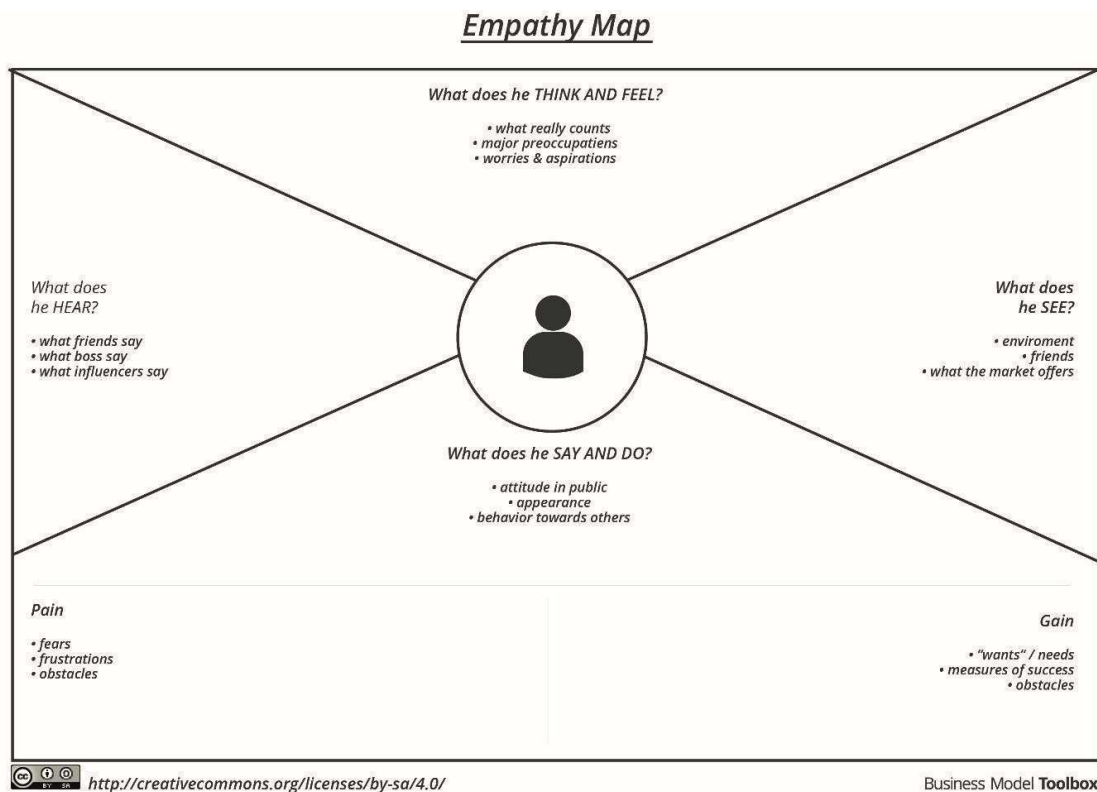 Empathy Map
What does he THINK AND FEEL?
• what really counts
• major preoccupatiens
• worries & aspirations
What does
he HEAR?
• what friends say
• what boss say
• what influencers say
What does
he SEE?
• enviroment
• friends
• what the market offers
What does he SAY AND DO?
• attitude in public
• appearance
• behavior towards others
Pain
• fears
• frustrations
• obstacles
Gain
• “wants” / needs
• measures of success
• obstacles
cc BY SA
http://creativecommons.org/licenses/by-sa/4.0/
Business Model Toolbox